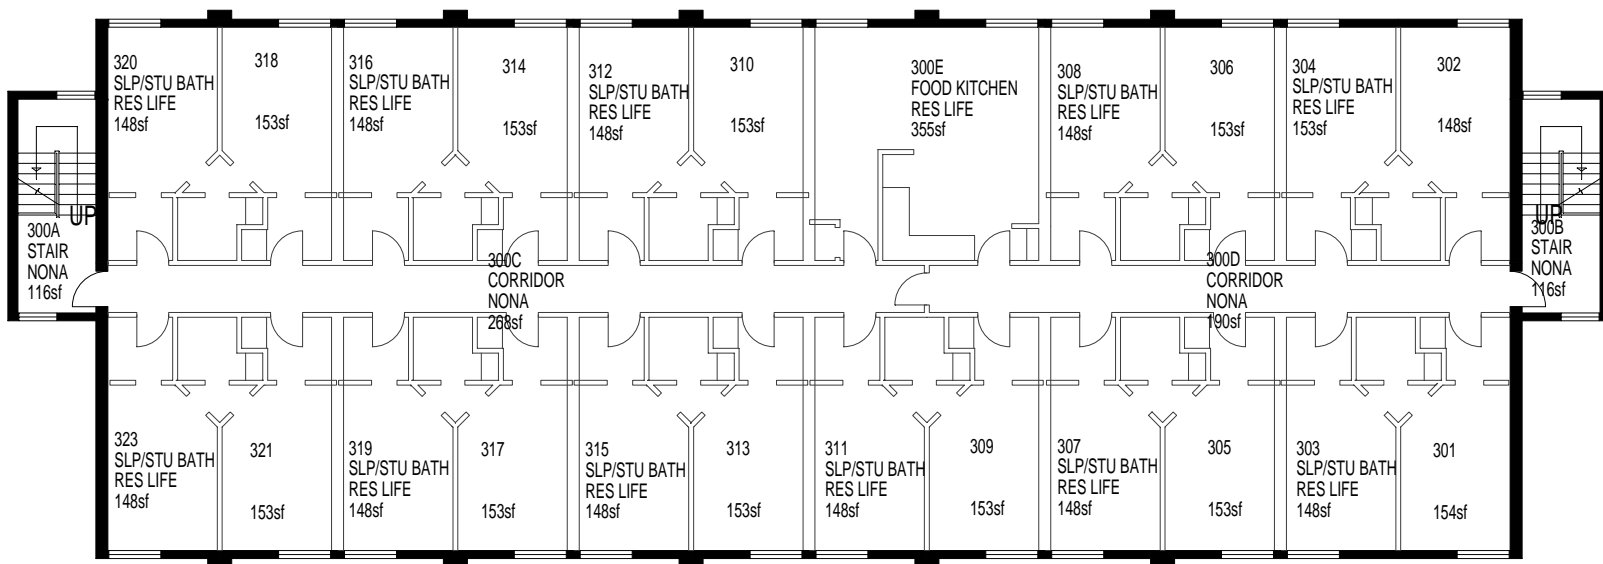 320
SLP/STU BATH
RES LIFE
148sf
318
153sf
316
SLP/STU BATH
RES LIFE
148sf
314
153sf
312
SLP/STU BATH
RES LIFE
148sf
310
153sf
300E
FOOD KITCHEN
RES LIFE
355sf
308
SLP/STU BATH
RES LIFE
148sf
306
153sf
304
SLP/STU BATH
RES LIFE
153sf
302
148sf
UP
300A
STAIR
NONA
116sf
300C
CORRIDOR
NONA
268sf
300D
CORRIDOR
NONA
190sf
UP
300B
STAIR
NONA
116sf
323
SLP/STU BATH
RES LIFE
148sf
321
153sf
319
SLP/STU BATH
RES LIFE
148sf
317
153sf
315
SLP/STU BATH
RES LIFE
148sf
313
153sf
311
SLP/STU BATH
RES LIFE
148sf
309
153sf
307
SLP/STU BATH
RES LIFE
148sf
305
153sf
303
SLP/STU BATH
RES LIFE
148sf
301
154sf